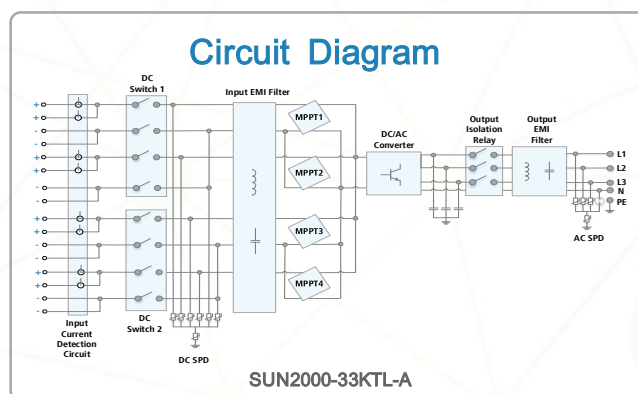 Circuit Diagram
DC
Switch 1
Input EMI Filter
MPPT1
MPPT2
MPPT3
MPPT4
DC/AC
Converter
Output
Isolation
Relay
Output
EMI
Filter
L1
L2
L3
N
PE
AC SPD
+
+
-
-
+
+
-
-
+
+
-
-
+
+
-
-
Input
Current
Detection
Circuit
DC
Switch 2
DC SPD
SUN2000-33KTL-A